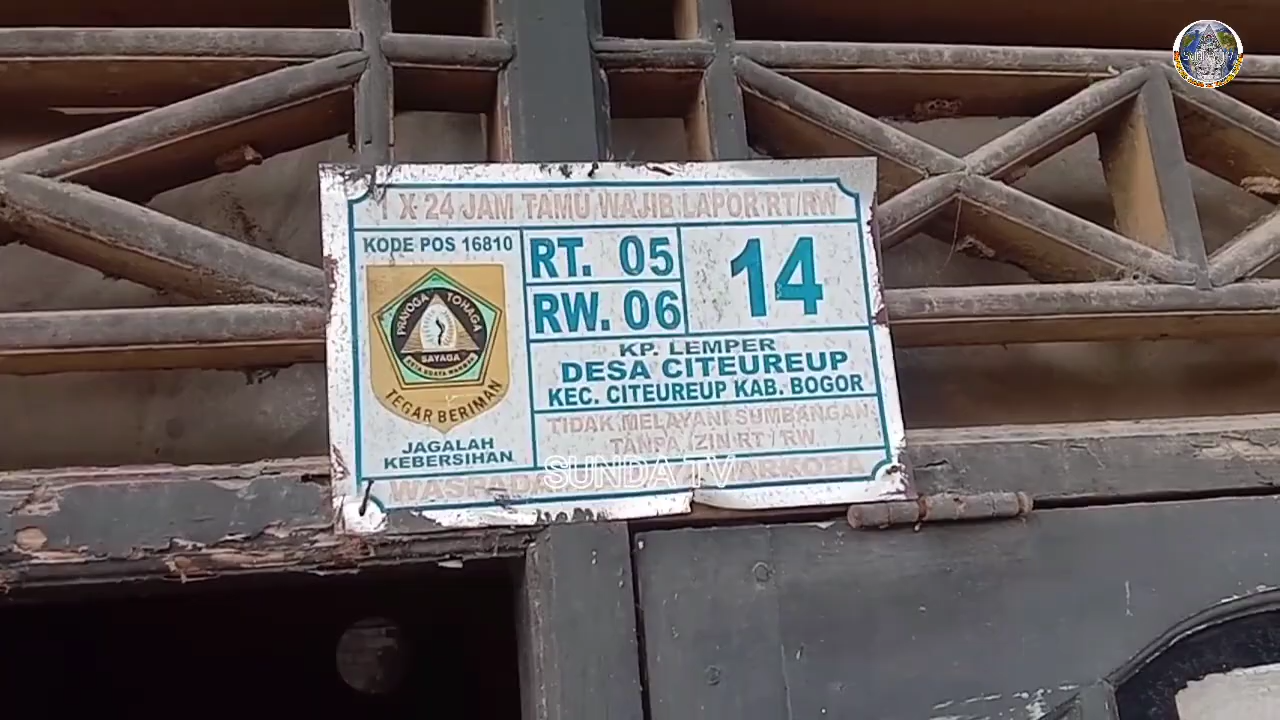 1 X 24 JAM TAMU WAJIB LAPOR RT/RW
KODE POS 16810
RT. 05
RW. 06
14
PRAYOGA TOHAGA
SAYAGA
TEGAR BERIMAN
JAGALAH
KEBERSIHAN
KP. LEMPER
DESA CITEUREUP
KEC. CITEUREUP KAB. BOGOR
TIDAK MELAYANI SUMBANGAN
TANPA IZIN RT / RW
SUNDA TV
NARKOBA
SUNDA TV